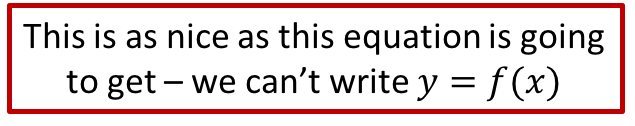 This is as nice as this equation is going
to get – we can’t write 𝑦 = 𝑓(𝑥)